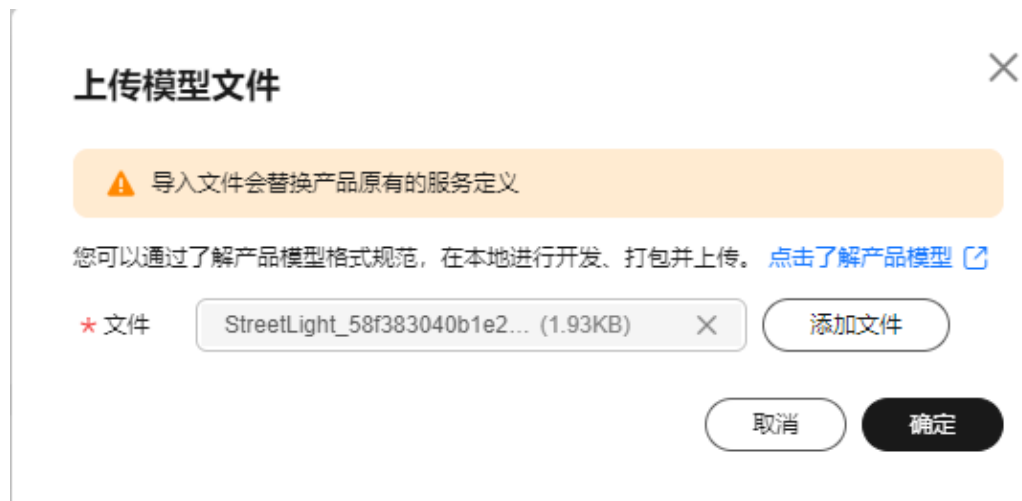 上传模型文件
导入文件会替换产品原有的服务定义
您可以通过了解产品模型格式规范，在本地进行开发、打包并上传。 点击了解产品模型
* 文件 StreetLight_58f383040b1e2... (1.93KB) 添加文件
取消 确定